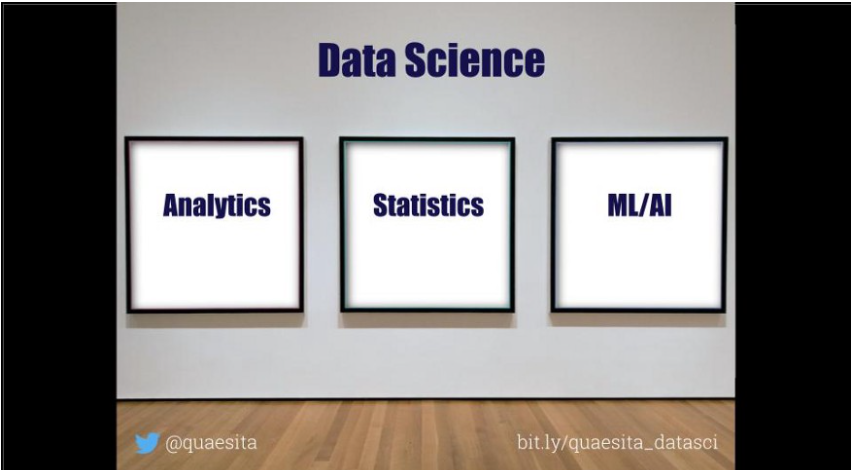 Data Science
Analytics
Statistics
ML/AI
@quaesita
bit.ly/quaesita_datasci